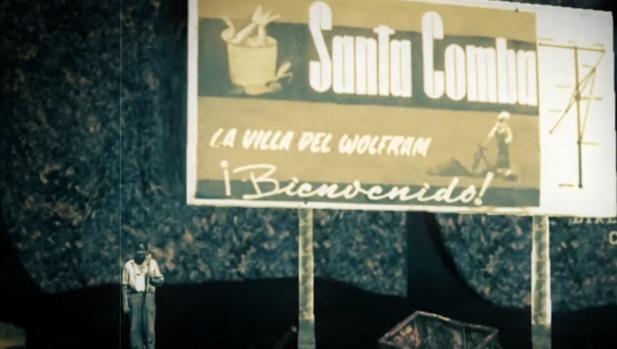 Santa Comba
LA VILLA DEL WOLFRAM
¡Bienvenido!